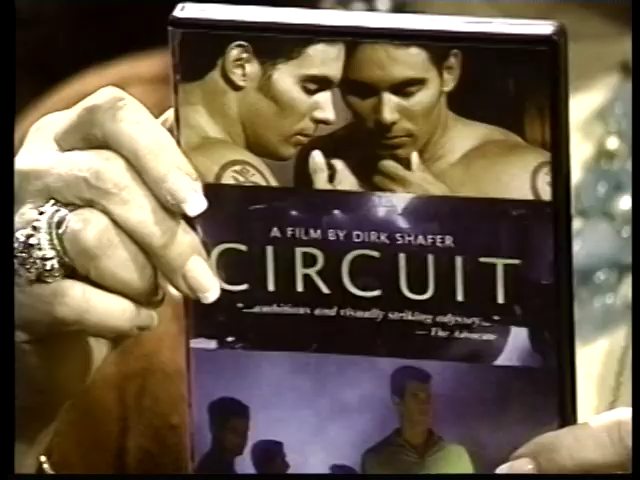 A FILM BY DIRK SHAFER
CIRCUIT
"...ambitious and visually striking odyssey..."
— The Advocate